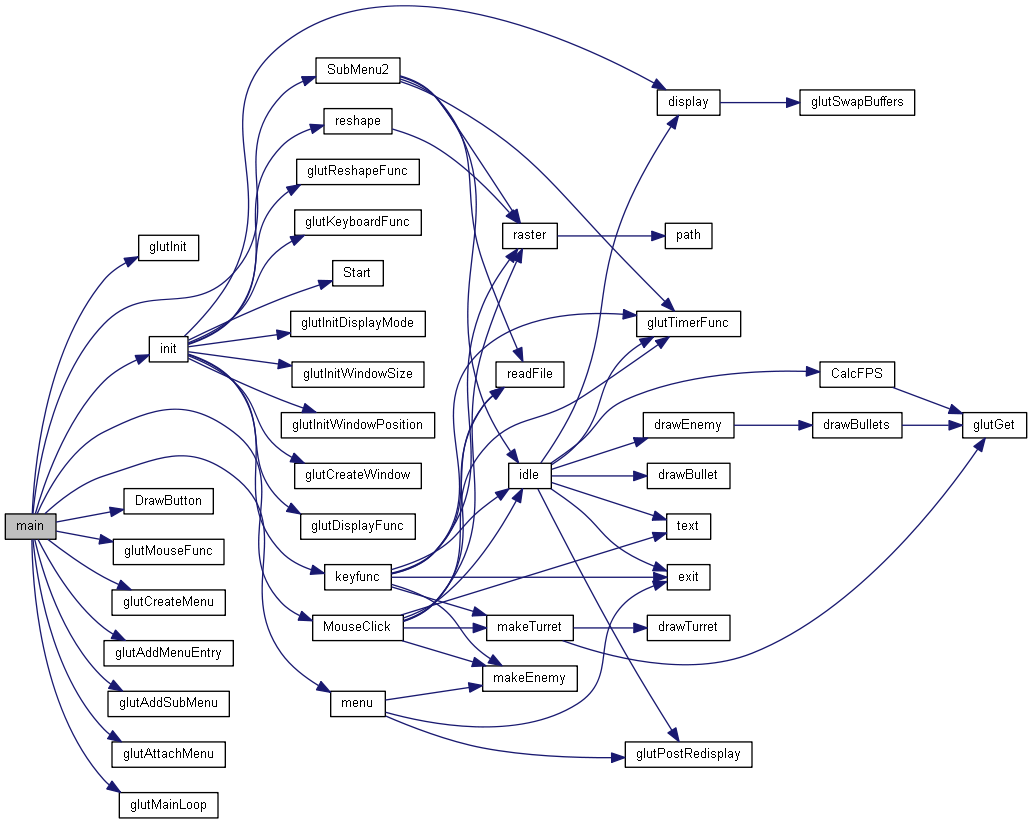 main
glutInit
init
DrawButton
glutMouseFunc
glutCreateMenu
glutAddMenuEntry
glutAddSubMenu
glutAttachMenu
glutMainLoop
SubMenu2
reshape
glutReshapeFunc
glutKeyboardFunc
Start
glutInitDisplayMode
glutInitWindowSize
glutInitWindowPosition
glutCreateWindow
glutDisplayFunc
keyfunc
MouseClick
menu
raster
readFile
idle
makeTurret
makeEnemy
display
path
glutTimerFunc
drawEnemy
drawBullet
text
exit
drawTurret
glutPostRedisplay
glutSwapBuffers
CalcFPS
drawBullets
glutGet